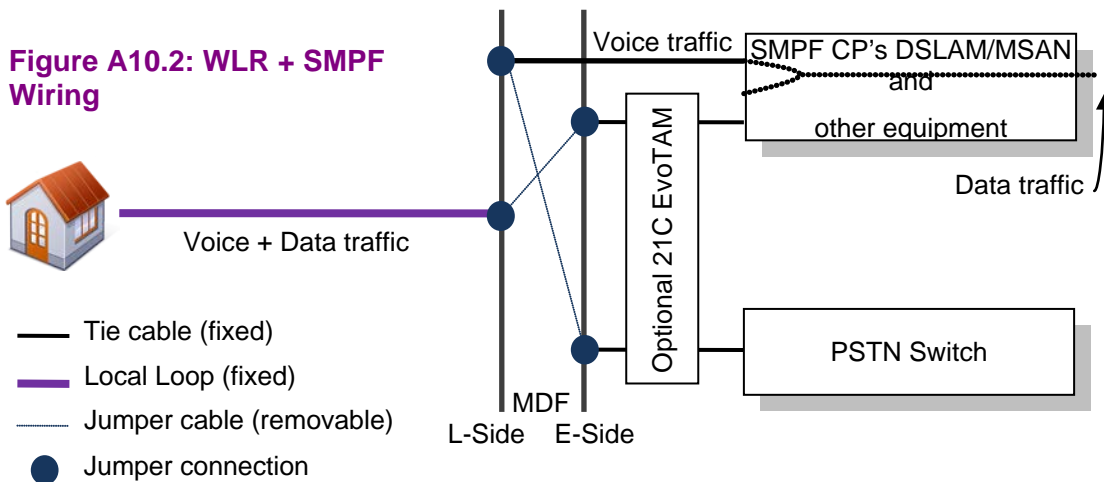 Figure A10.2: WLR + SMPF
Wiring
Voice traffic
SMPF CP's DSLAM/MSAN
and
other equipment
Data traffic
Optional 21C EvoTAM
Voice + Data traffic
PSTN Switch
Tie cable (fixed)
Local Loop (fixed)
Jumper cable (removable)
Jumper connection
MDF
L-Side
E-Side